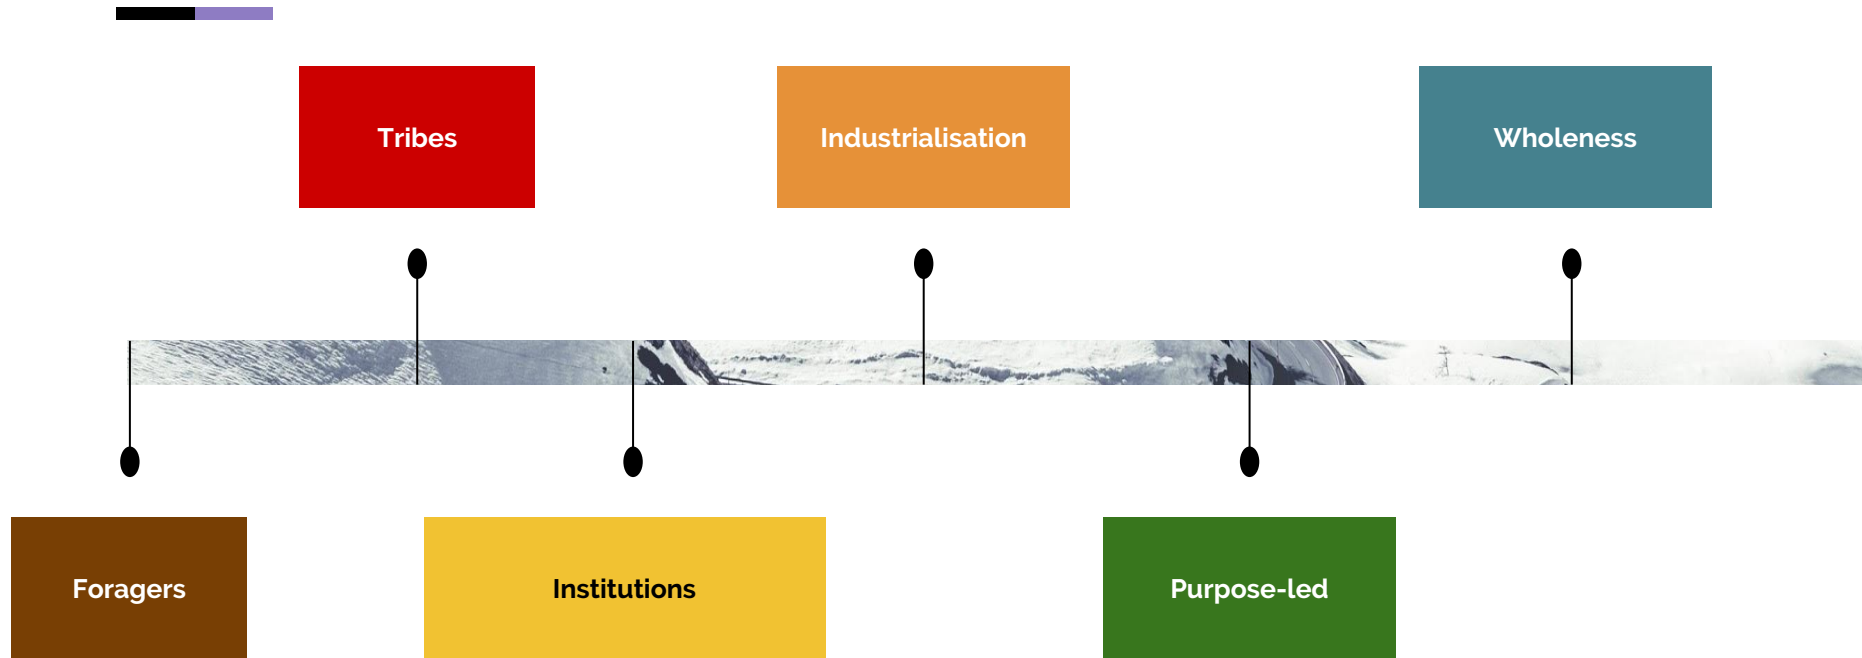 Tribes
Industrialisation
Wholeness
Foragers
Institutions
Purpose-led